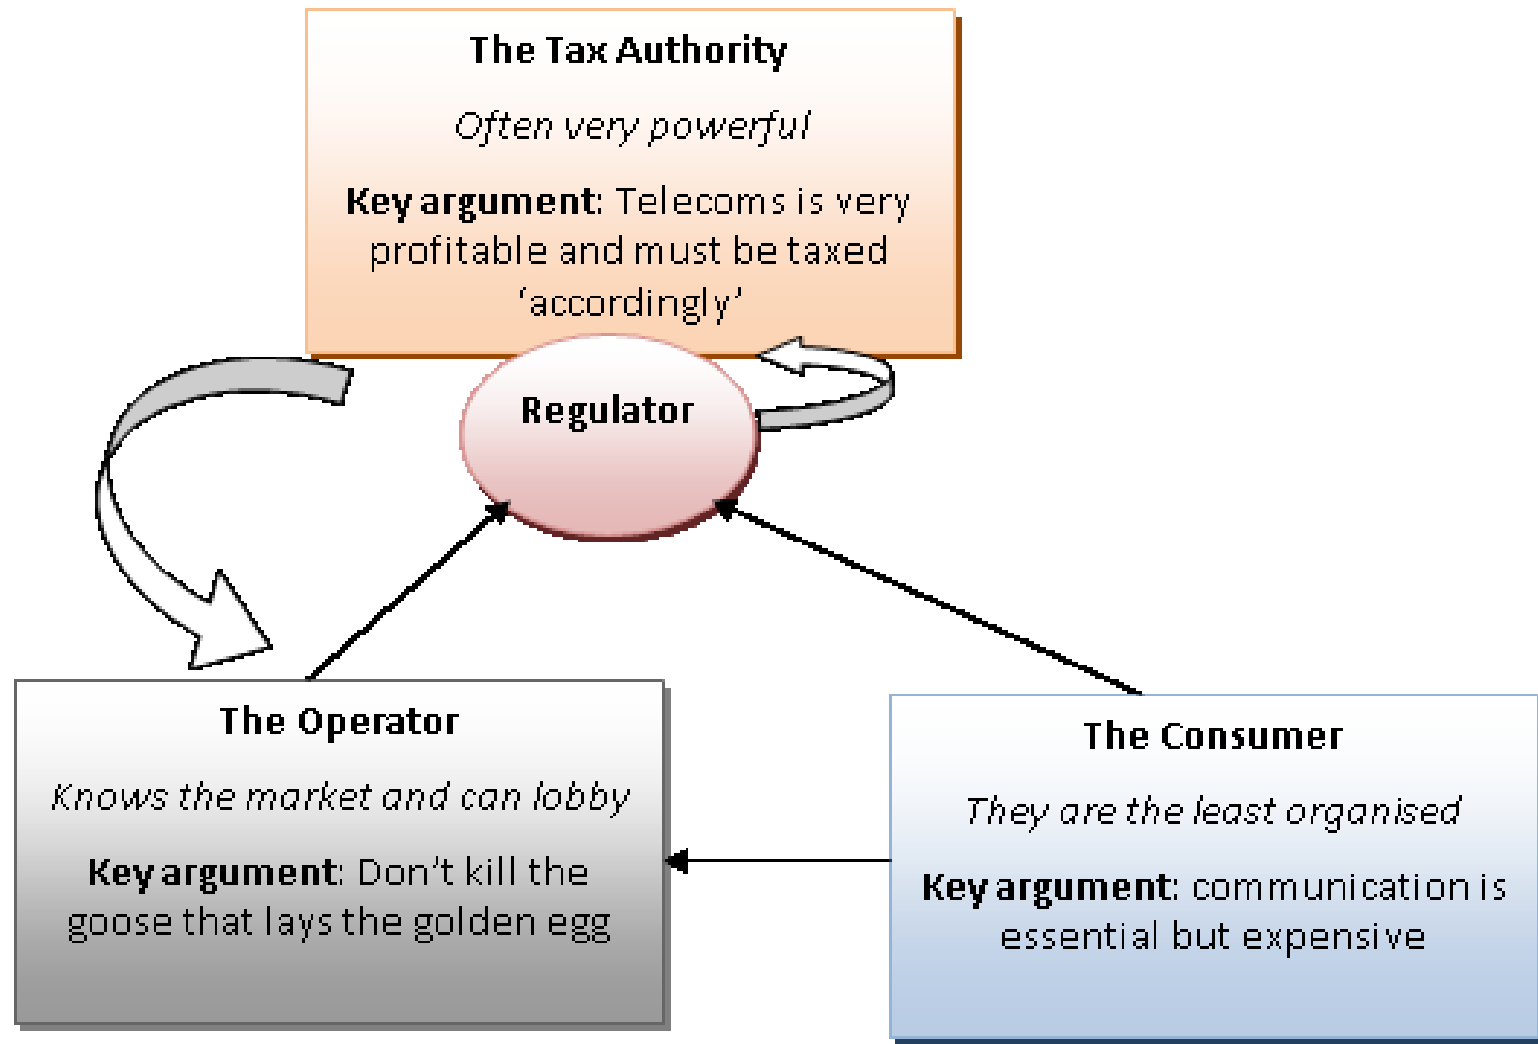 The Tax Authority
Often very powerful
Key argument: Telecoms is very
profitable and must be taxed
‘accordingly’
Regulator
The Operator
Knows the market and can lobby
Key argument: Don’t kill the
goose that lays the golden egg
The Consumer
They are the least organised
Key argument: communication is
essential but expensive